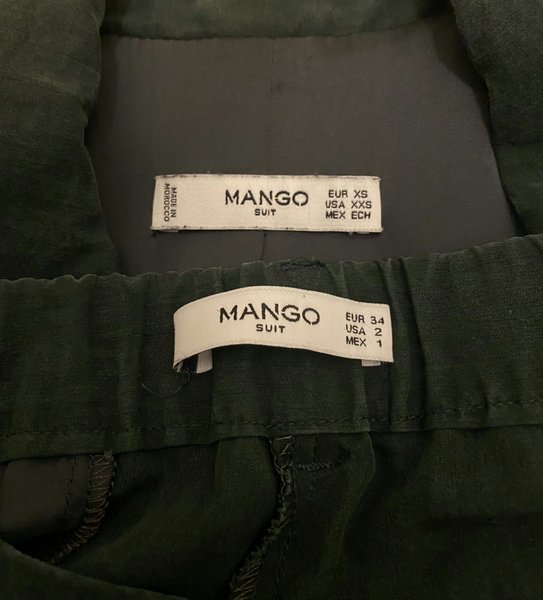 MADE IN
MOROCCO
MANGO
SUIT
EUR XS
USA XXS
MEX ECH
MANGO
SUIT
EUR 34
USA 2
MEX 1